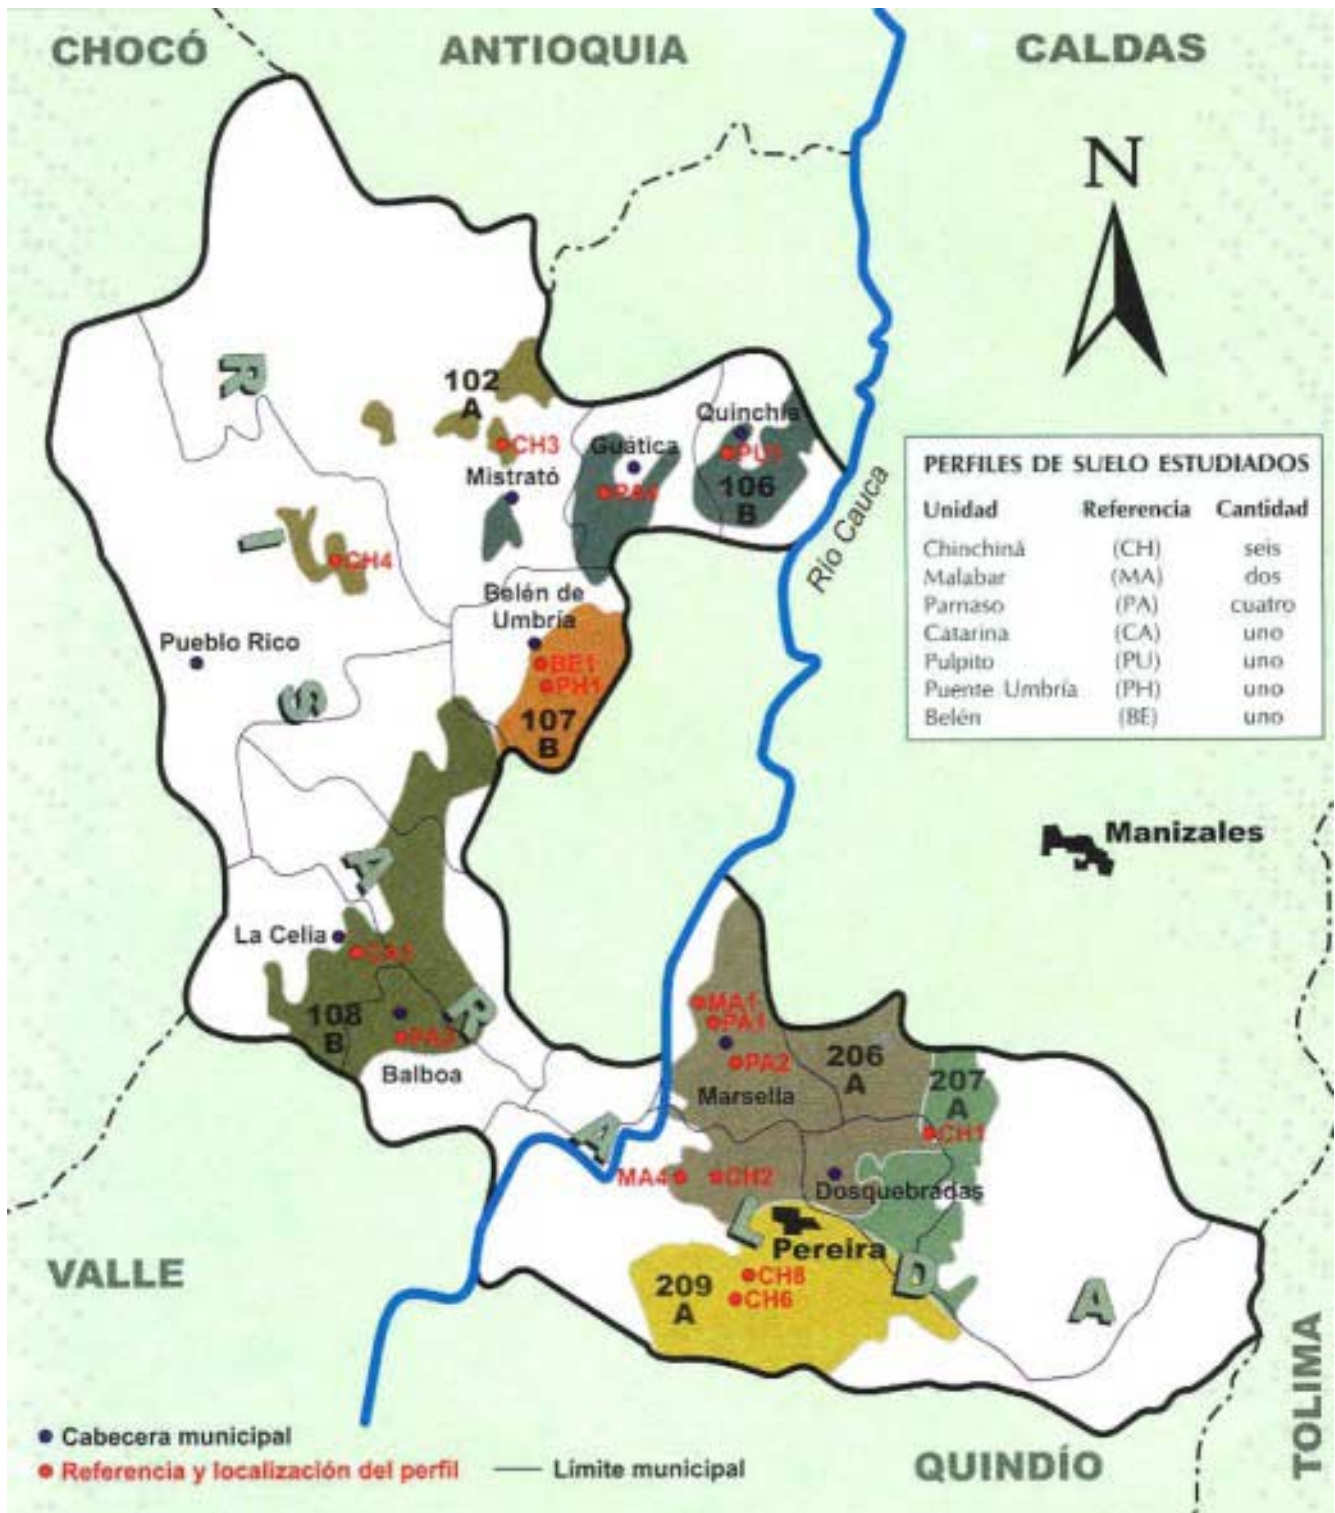 CHOCÓ
ANTIOQUIA
CALDAS
N
102
A
Quinchía
CH3
Guática
PU1
Mistrató
106
B
Río Cauca
PERFILES DE SUELO ESTUDIADOS
Unidad Referencia Cantidad
Chinchiná (CH) seis
Malabar (MA) dos
Parnaso (PA) cuatro
Catarina (CA) uno
Pulpito (PU) uno
Puente Umbría (PH) uno
Belén (BE) uno
CH4
Belén de
Umbría
Pueblo Rico
BE1
PH1
107
B
Manizales
La Celia
108
B
Balboa
MA1
PA1
PA2
Marsella
206
A
207
A
CH1
MA4
CH2
Dosquebradas
Pereira
CH8
CH6
209
A
RISARALDA
VALLE
TOLIMA
QUINDÍO
Cabecera municipal
Referencia y localización del perfil
Límite municipal